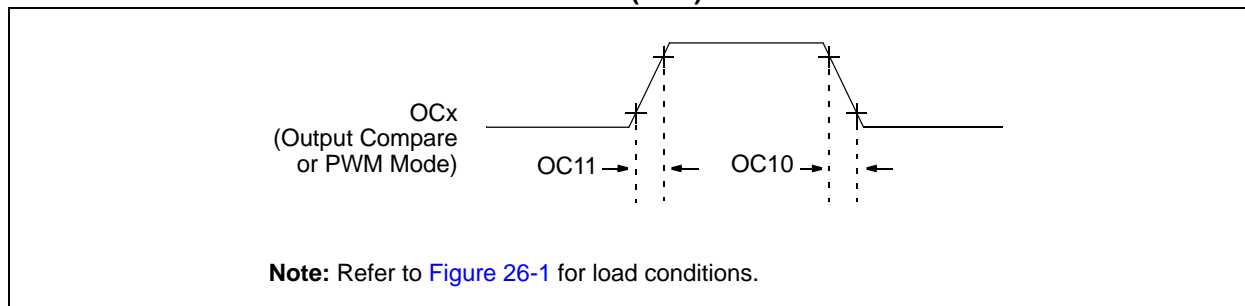 OCx
(Output Compare
or PWM Mode)
OC11
OC10
Note: Refer to Figure 26-1 for load conditions.